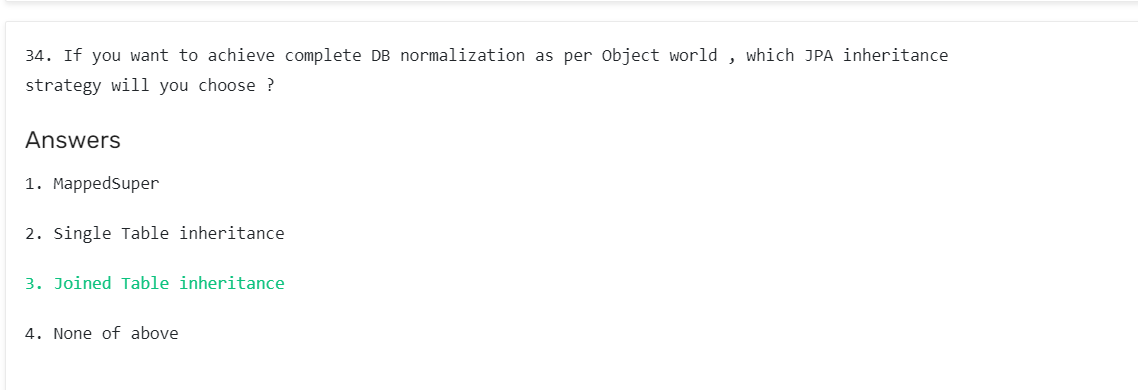 34. If you want to achieve complete DB normalization as per Object world , which JPA inheritance
strategy will you choose ?
Answers
1. MappedSuper
2. Single Table inheritance
3. Joined Table inheritance
4. None of above